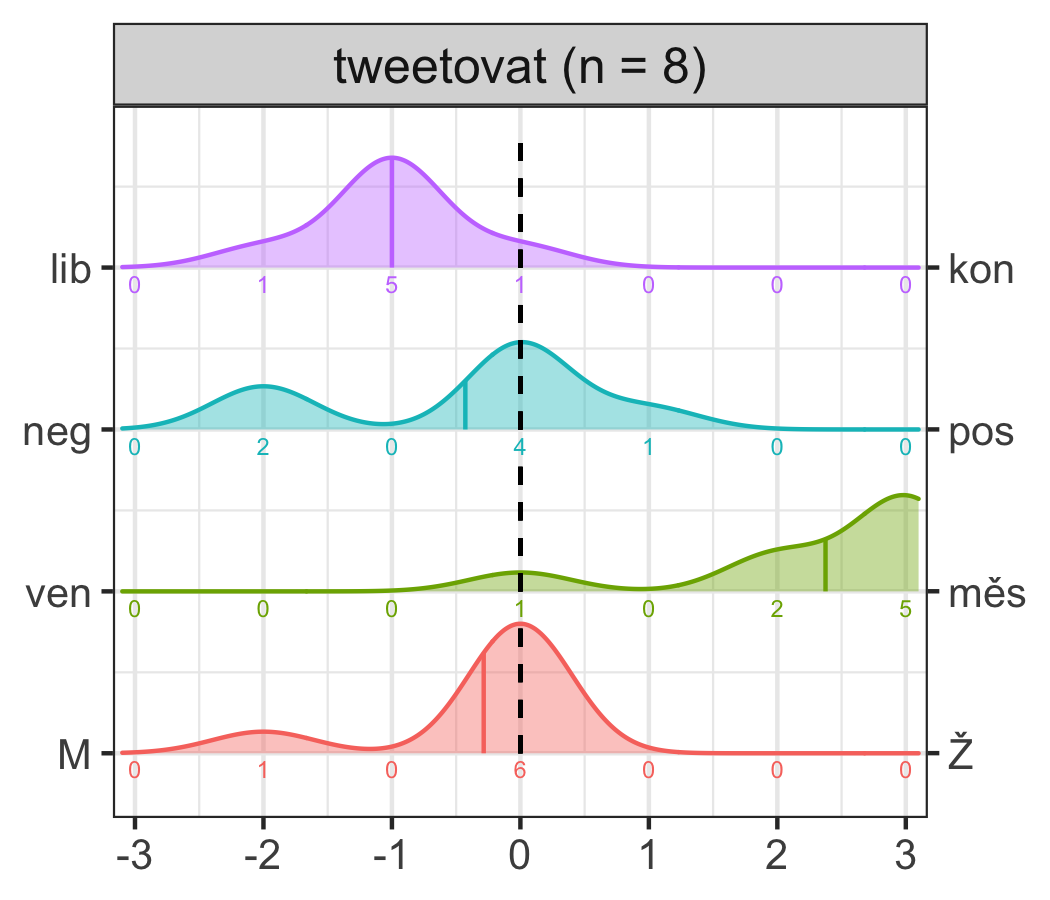 tweetovat (n = 8)
lib kon
0 1 5 1 0 0 0
neg pos
0 2 0 4 1 0 0
ven měs
0 0 0 1 0 2 5
M Ž
0 1 0 6 0 0 0
-3 -2 -1 0 1 2 3